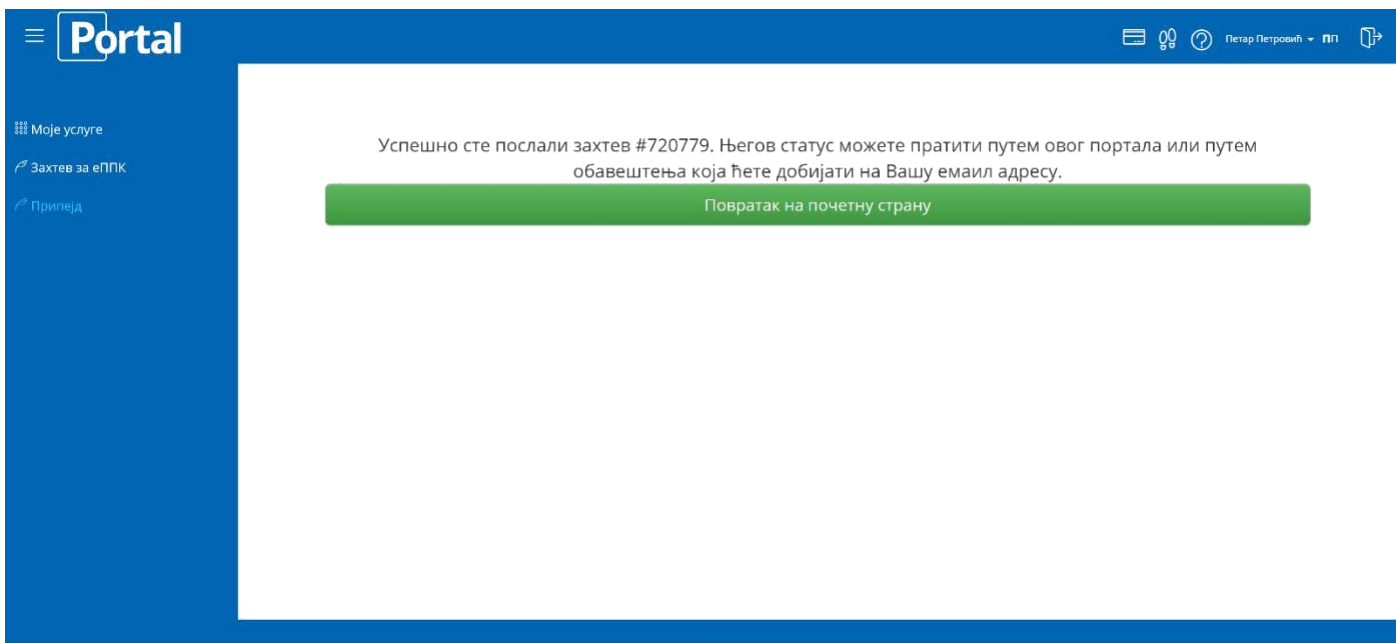 Portal
Петар Петровић ПП
Моје услуге
Захтев за еППК
Припејд
Успешно сте послали захтев #720779. Његов статус можете пратити путем овог портала или путем
обавештења која ћете добијати на Вашу емаил адресу.
Повратак на почетну страну